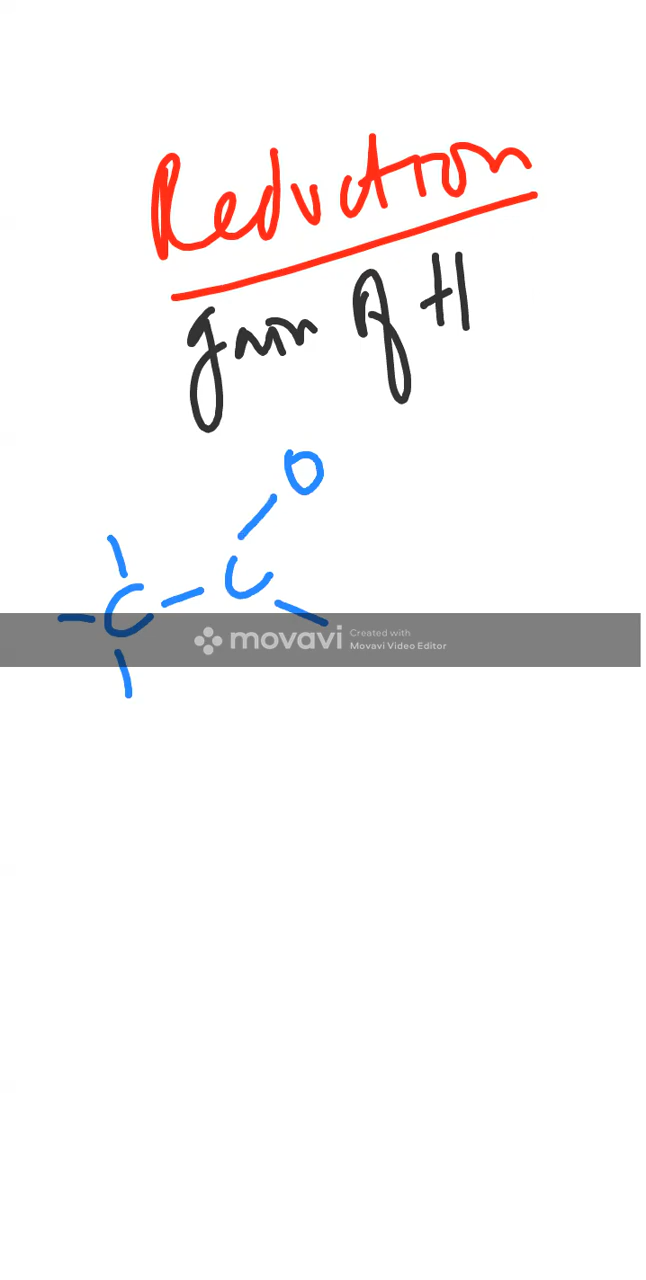 Reduction
gain of H
O
C - C
movavi Created with
Movavi Video Editor